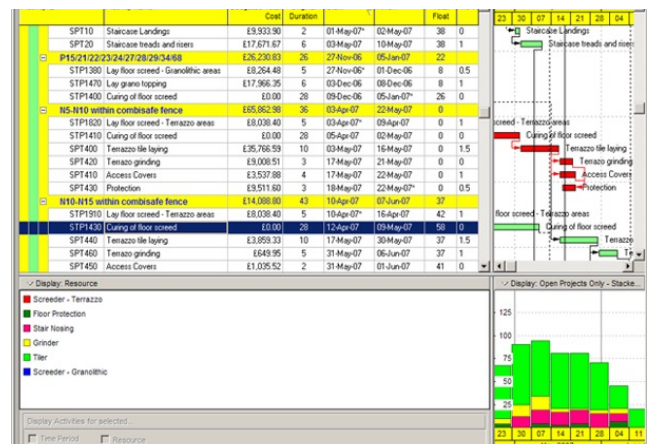 Cost Duration Float
23 30 07 14 21 28 04
SPT10 Staircase Landings £9,933.90 2 01-May-07* 02-May-07 38 0
Staircase Landings
SPT20 Staircase treads and risers £17,671.67 6 03-May-07 10-May-07 38 1
Staircase treads and risers
P15/21/22/23/24/27/28/29/34/68 £26,230.83 26 27-Nov-06 05-Jan-07 22
STP1380 Lay floor screed - Granolithic areas £8,264.48 5 27-Nov-06* 01-Dec-06 8 0.5
STP1470 Lay grano topping £17,966.35 6 03-Dec-06 08-Dec-06 8 1
STP1400 Curing of floor screed £0.00 28 09-Dec-06 05-Jan-07* 26 0
N5-N10 within combisafe fence £65,862.98 36 03-Apr-07 22-May-07 0
STP1820 Lay floor screed - Terrazzo areas £8,038.40 5 03-Apr-07* 09-Apr-07 0 1
screed - Terrazzo areas
STP1410 Curing of floor screed £0.00 28 05-Apr-07 02-May-07 0 0
Curing of floor screed
SPT400 Terrazzo tile laying £35,766.59 10 03-May-07 16-May-07 0 1.5
Terrazzo tile laying
SPT420 Terrazo grinding £9,008.51 3 17-May-07 21-May-07 0 0
Terrazo grinding
SPT410 Access Covers £3,537.88 4 17-May-07 22-May-07 0 1
Access Covers
SPT430 Protection £9,511.60 3 18-May-07 22-May-07* 0 0.5
Protection
N10-N15 within combisafe fence £14,088.80 43 10-Apr-07 07-Jun-07 37
STP1910 Lay floor screed - Terrazzo areas £8,038.40 5 10-Apr-07* 16-Apr-07 42 1
floor screed - Terrazzo areas
STP1430 Curing of floor screed £0.00 28 12-Apr-07 09-May-07 58 0
Curing of floor screed
SPT440 Terrazzo tile laying £3,859.33 10 17-May-07 30-May-07 37 1.5
Terrazzo
SPT460 Terrazo grinding £649.95 5 31-May-07 06-Jun-07 37 1
SPT450 Access Covers £1,035.52 2 31-May-07 01-Jun-07 41 0
Display: Resource
Display: Open Projects Only - Stacke...
Screeder - Terrazzo
Floor Protection
Stair Nosing
Grinder
Tiler
Screeder - Granolithic
125
100
75
50
25
Display Activities for selected...
Time Period Resource
23 30 07 14 21 28 04 11